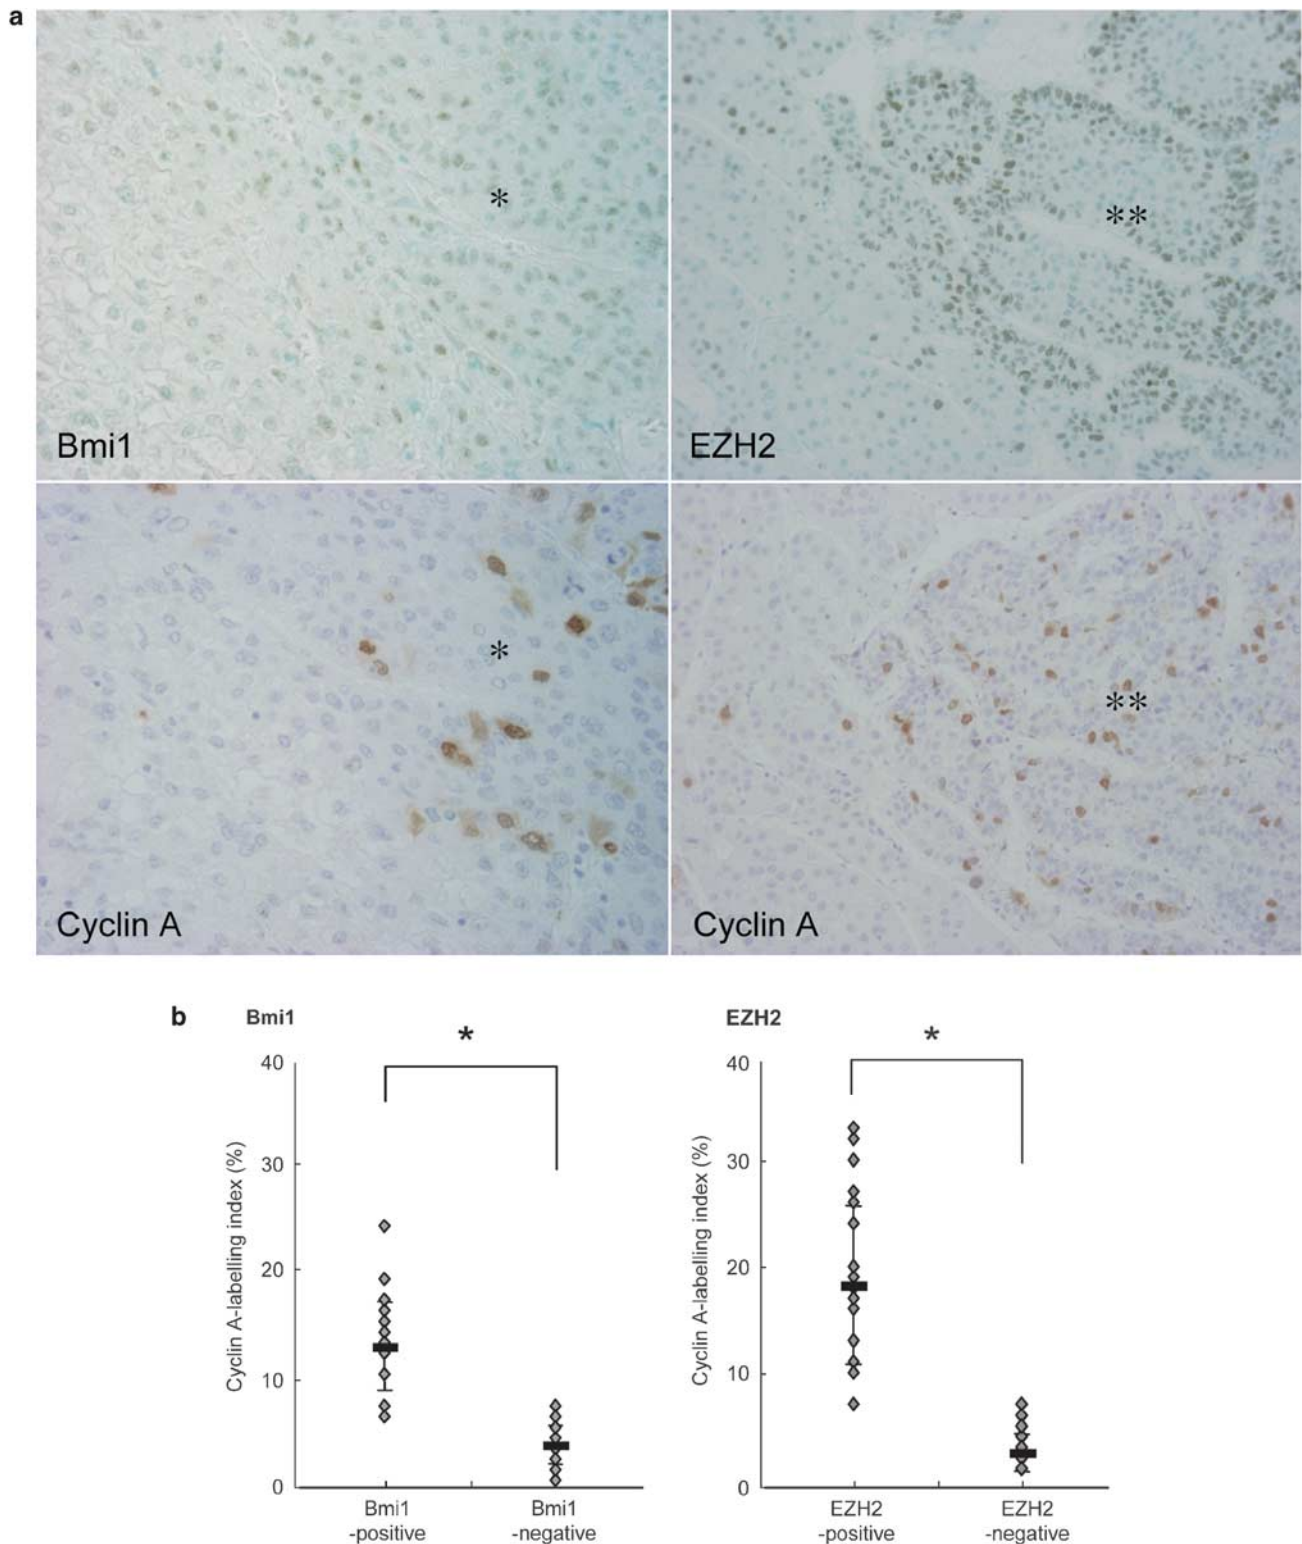 a
*
**
Bmi1
EZH2
*
**
Cyclin A
Cyclin A
b
Bmi1
*
40
30
20
10
0
Cyclin A-labelling index (%)
Bmi1
-positive
Bmi1
-negative
EZH2
*
40
30
20
10
0
Cyclin A-labelling index (%)
EZH2
-positive
EZH2
-negative